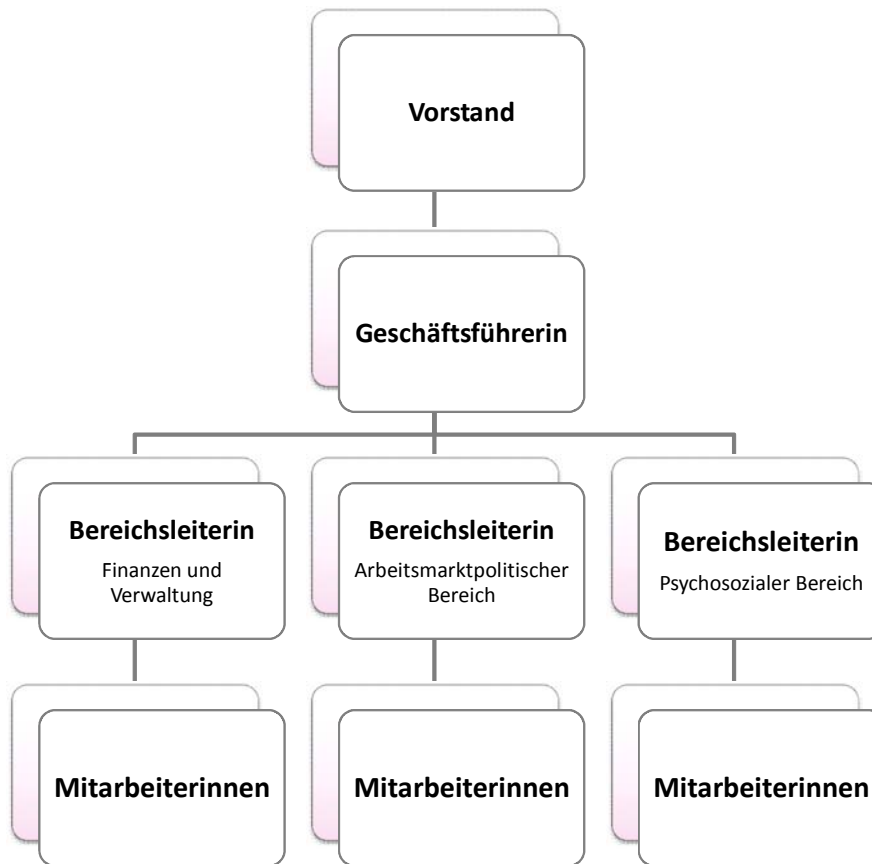 Vorstand
Geschäftsführerin
Bereichsleiterin
Finanzen und
Verwaltung
Bereichsleiterin
Arbeitsmarktpolitischer
Bereich
Bereichsleiterin
Psychosozialer Bereich
Mitarbeiterinnen
Mitarbeiterinnen
Mitarbeiterinnen